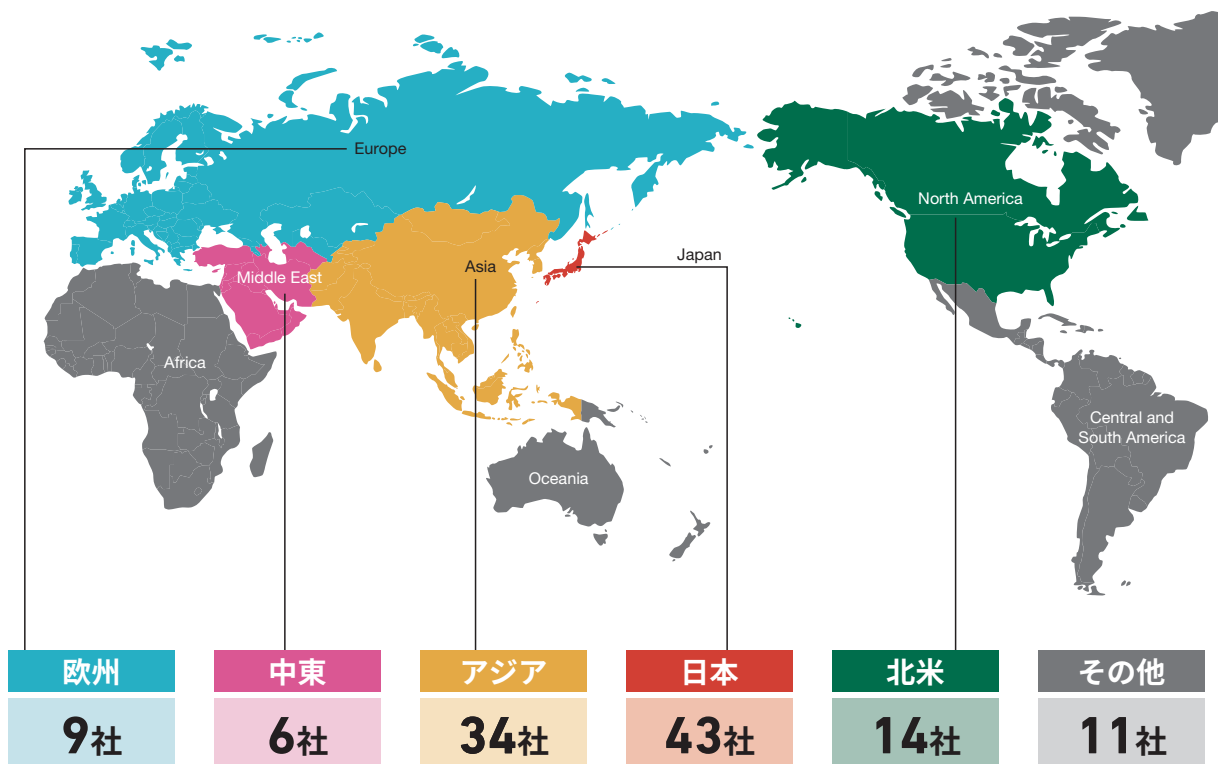 Europe
North America
Japan
Asia
Middle East
Africa
Central and
South America
Oceania
欧州
中東
アジア
日本
北米
その他
9社
6社
34社
43社
14社
11社